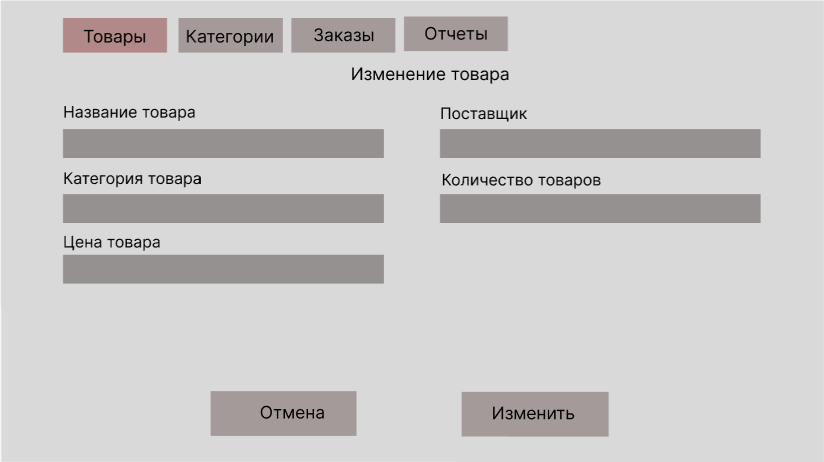 Товары Категории Заказы Отчеты
Изменение товара
Название товара
Поставщик
Категория товара
Количество товаров
Цена товара
Отмена Изменить